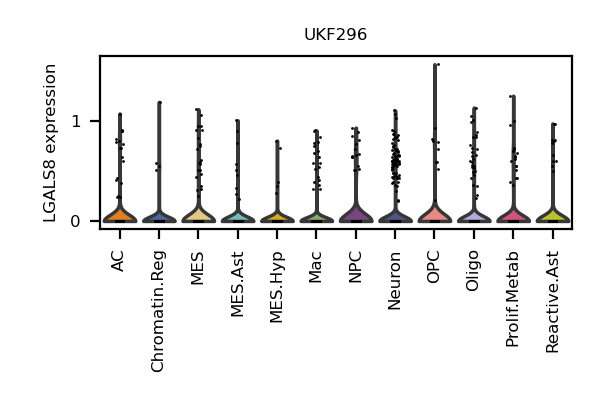 UKF296
LGALS8 expression
1
0
AC
Chromatin.Reg
MES
MES.Ast
MES.Hyp
Mac
NPC
Neuron
OPC
Oligo
Prolif.Metab
Reactive.Ast